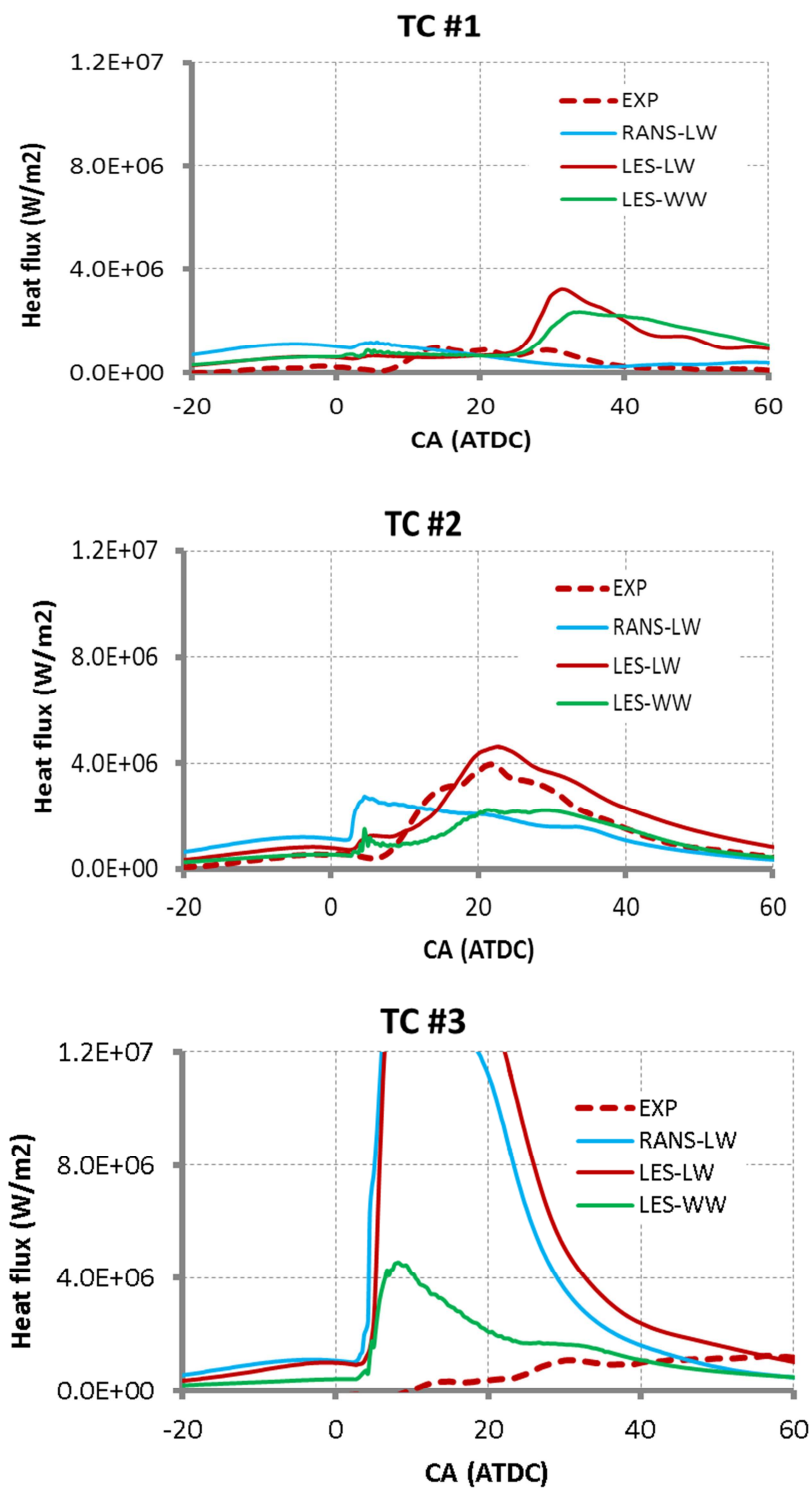 TC #1
1.2E+07
8.0E+06
4.0E+06
0.0E+00
Heat flux (W/m2)
EXP
RANS-LW
LES-LW
LES-WW
-20 0 20 40 60
CA (ATDC)
TC #2
1.2E+07
8.0E+06
4.0E+06
0.0E+00
Heat flux (W/m2)
EXP
RANS-LW
LES-LW
LES-WW
-20 0 20 40 60
CA (ATDC)
TC #3
1.2E+07
8.0E+06
4.0E+06
0.0E+00
Heat flux (W/m2)
EXP
RANS-LW
LES-LW
LES-WW
-20 0 20 40 60
CA (ATDC)